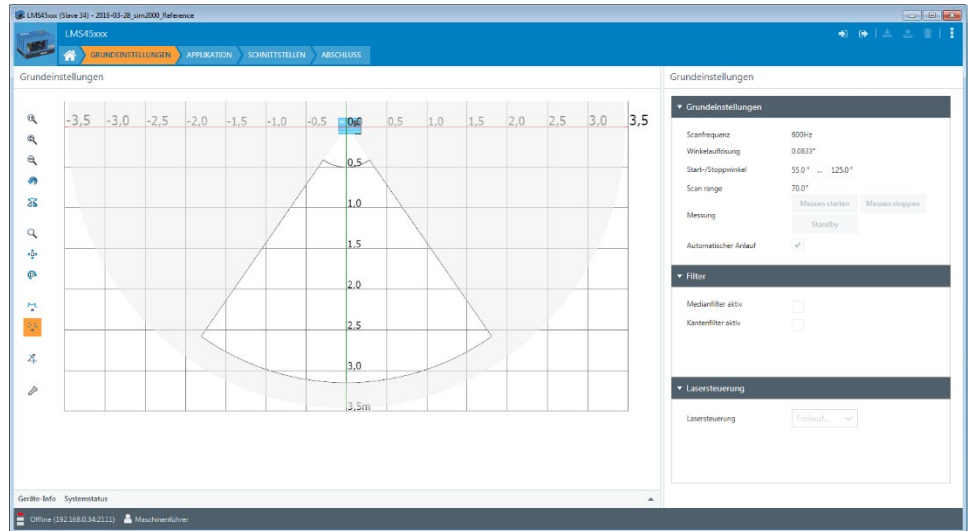 LMS45xxx (Slave 34) - 2018-03-28_sim2000_Reference
LMS45xxx
GRUNDEINSTELLUNGEN APPLIKATION SCHNITTSTELLEN ABSCHLUSS
Grundeinstellungen
-3,5 -3,0 -2,5 -2,0 -1,5 -1,0 -0,5 0,0 0,5 1,0 1,5 2,0 2,5 3,0 3,5
0,5
1,0
1,5
2,0
2,5
3,0
3,5m
Grundeinstellungen
Grundeinstellungen
Scanfrequenz 600Hz
Winkelauflösung 0.0833°
Start-/Stoppwinkel 55.0° ... 125.0°
Scan range 70.0°
Messung Messen starten Messen stoppen
Standby
Automatischer Anlauf
Filter
Medianfilter aktiv
Kantenfilter aktiv
Lasersteuerung
Lasersteuerung Freilauf...
Geräte-Info Systemstatus
Offline (192.168.0.34:2111) Maschinenführer